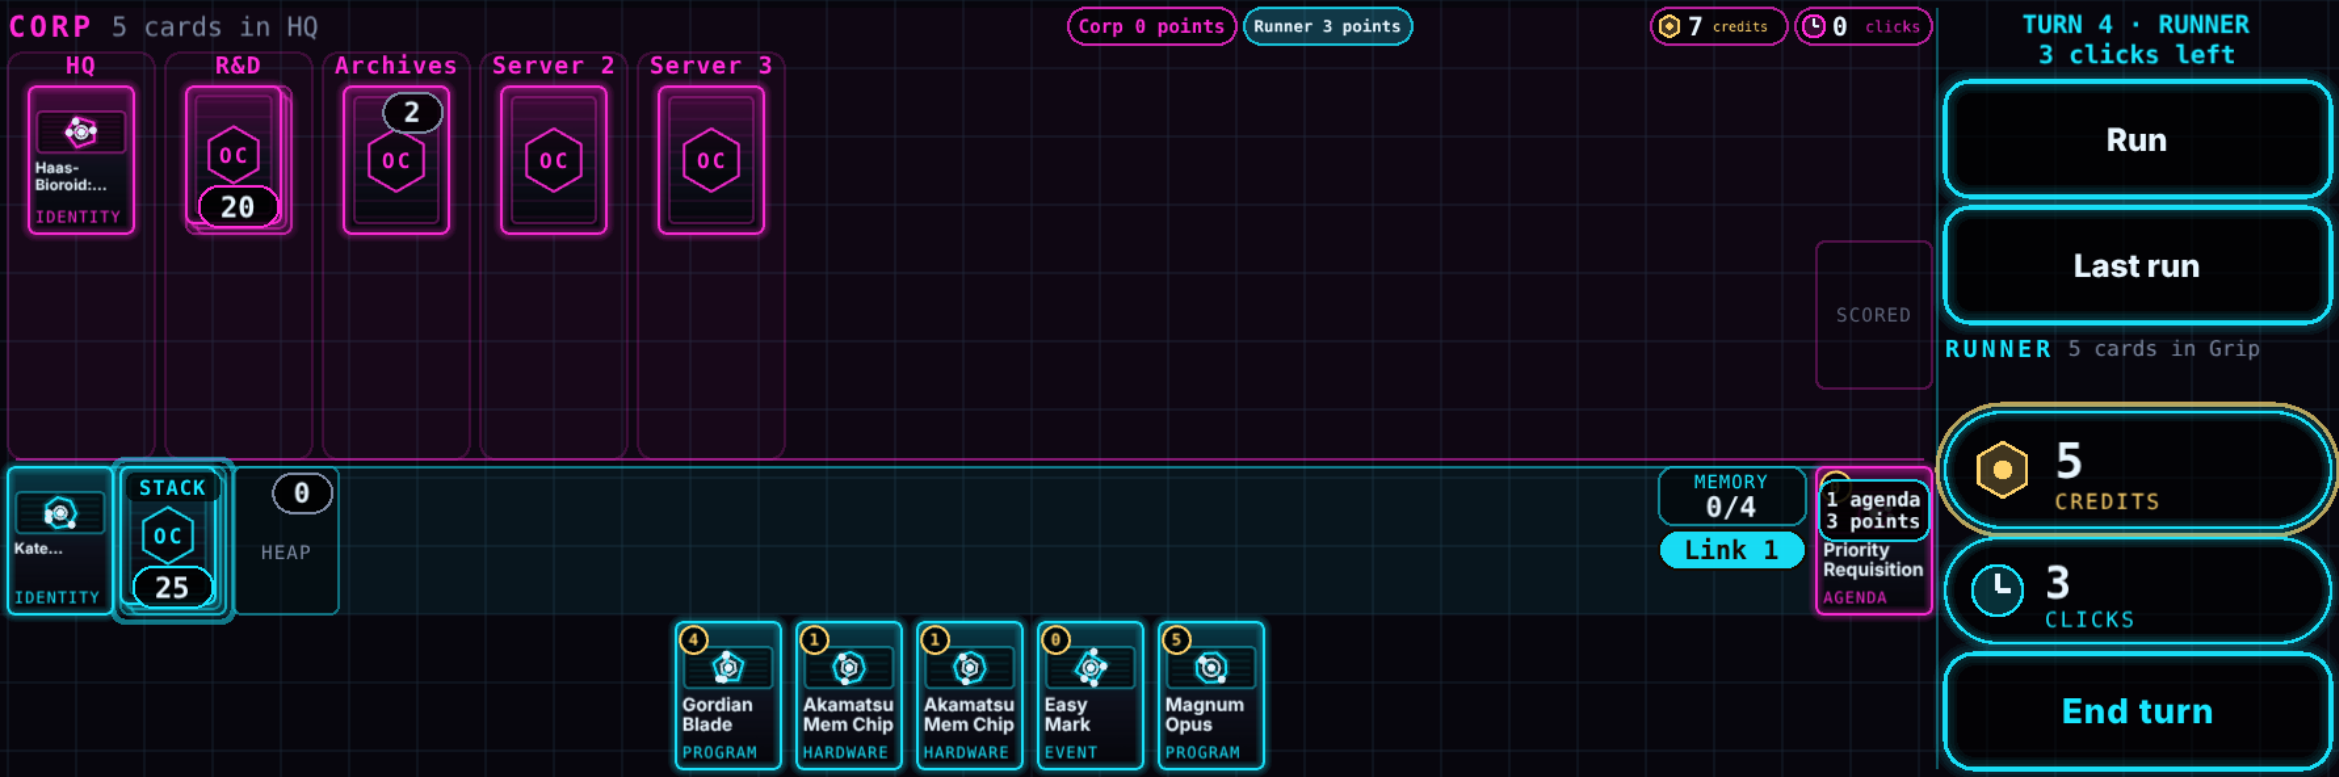 CORP 5 cards in HQ
Corp 0 points
Runner 3 points
7 credits
0 clicks
TURN 4 · RUNNER
3 clicks left
HQ
R&D
Archives
Server 2
Server 3
Haas-
Bioroid:...
IDENTITY
OC
20
2
OC
OC
OC
SCORED
Run
Last run
RUNNER 5 cards in Grip
5
CREDITS
3
CLICKS
End turn
Kate...
IDENTITY
STACK
OC
25
0
HEAP
MEMORY
0/4
Link 1
1 agenda
3 points
Priority
Requisition
AGENDA
4
Gordian
Blade
PROGRAM
1
Akamatsu
Mem Chip
HARDWARE
1
Akamatsu
Mem Chip
HARDWARE
0
Easy
Mark
EVENT
5
Magnum
Opus
PROGRAM